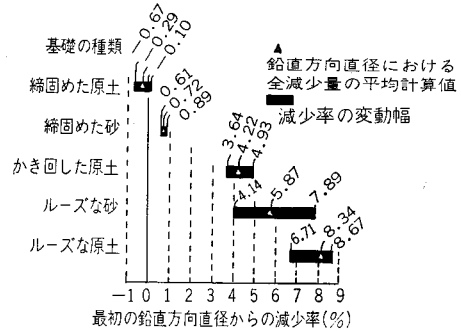 基礎の種類
-0.67
-0.29
-0.10
締固めた原土
0.61
0.72
0.89
締固めた砂
3.64
4.22
4.93
かき回した原土
4.14
5.87
7.89
ルーズな砂
6.71
8.34
8.67
ルーズな原土
鉛直方向直径における
全減少量の平均計算値
減少率の変動幅
-1 0 1 2 3 4 5 6 7 8 9
最初の鉛直方向直径からの減少率(%)